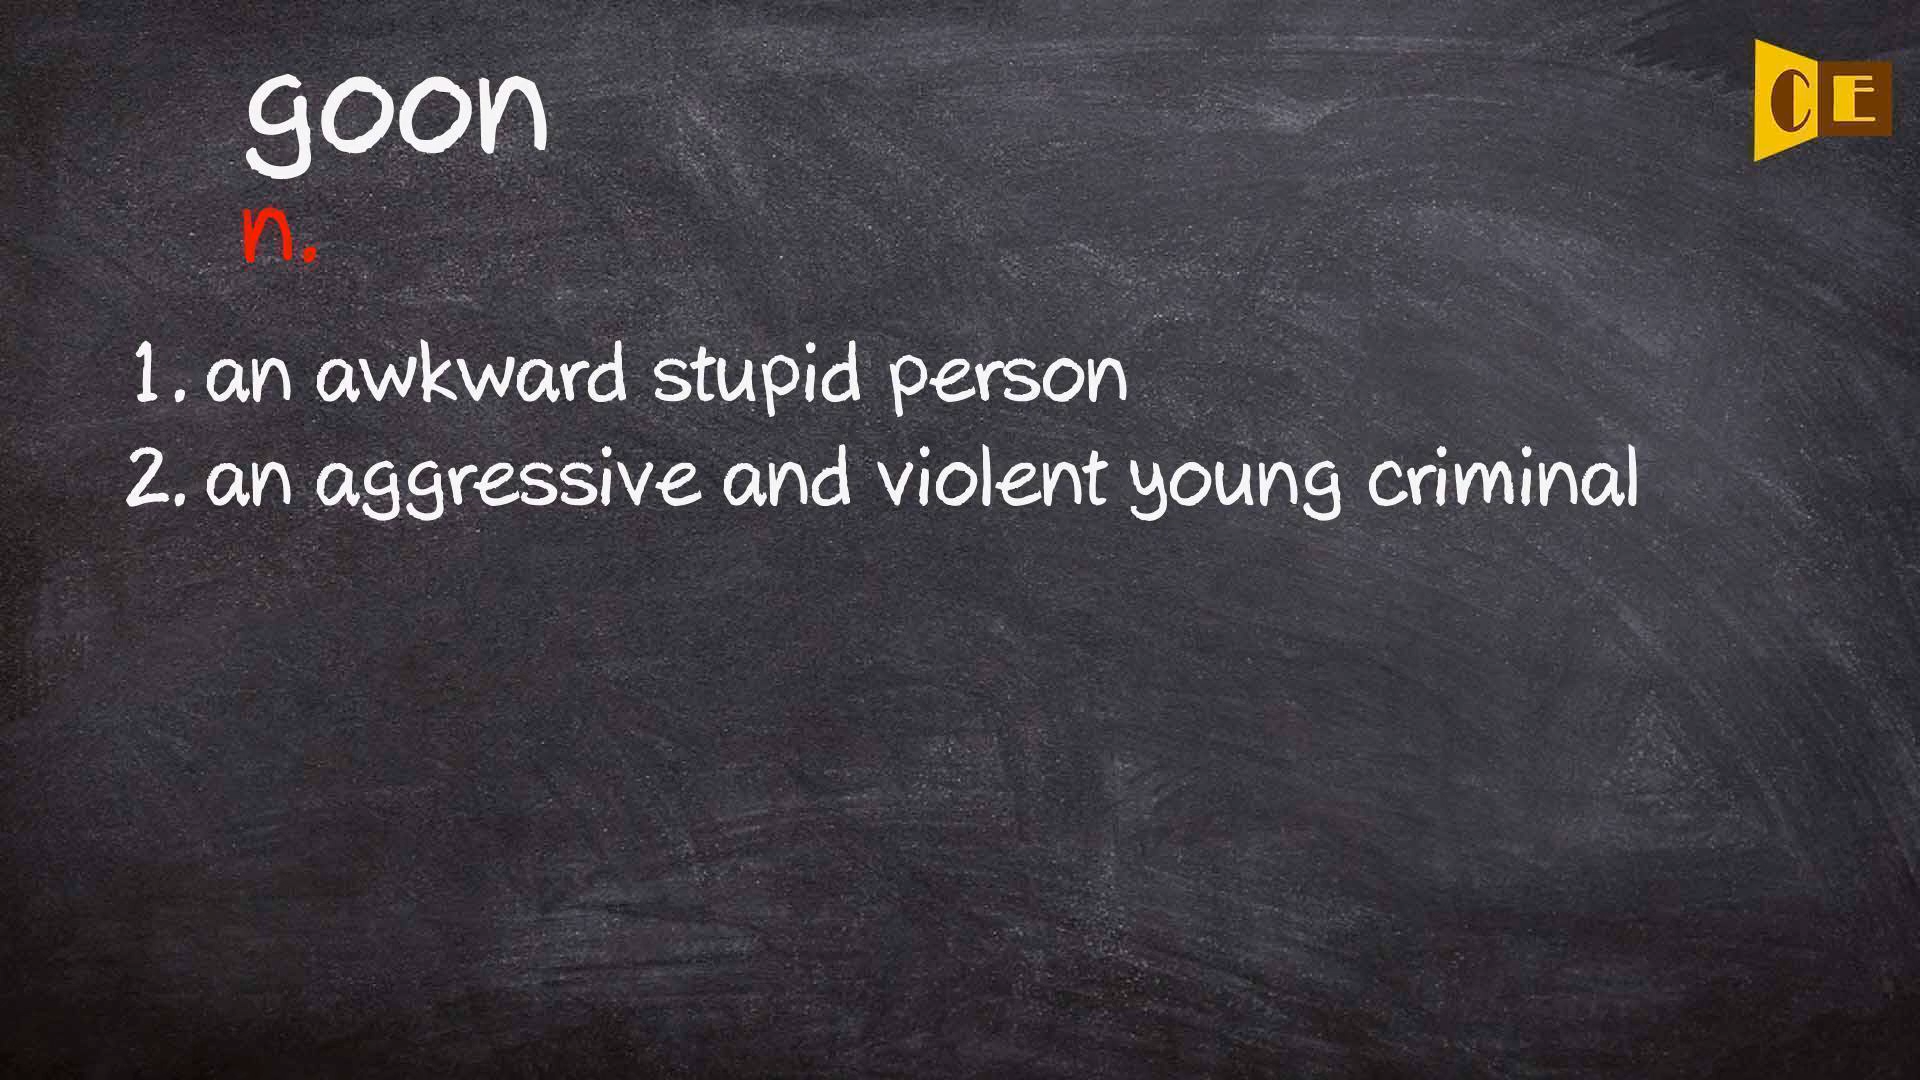 goon
CE
n.
1. an awkward stupid person
2. an aggressive and violent young criminal